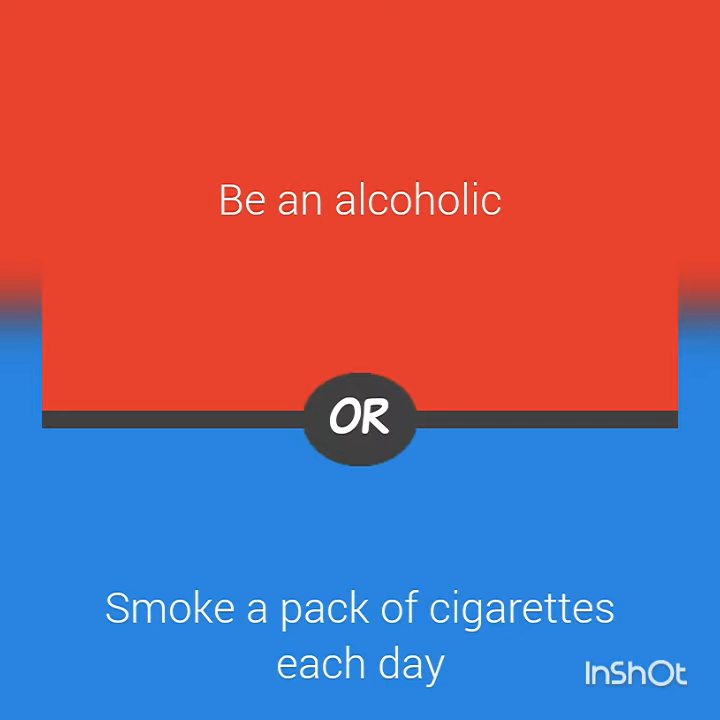 Be an alcoholic
OR
Smoke a pack of cigarettes
each day
InShOt